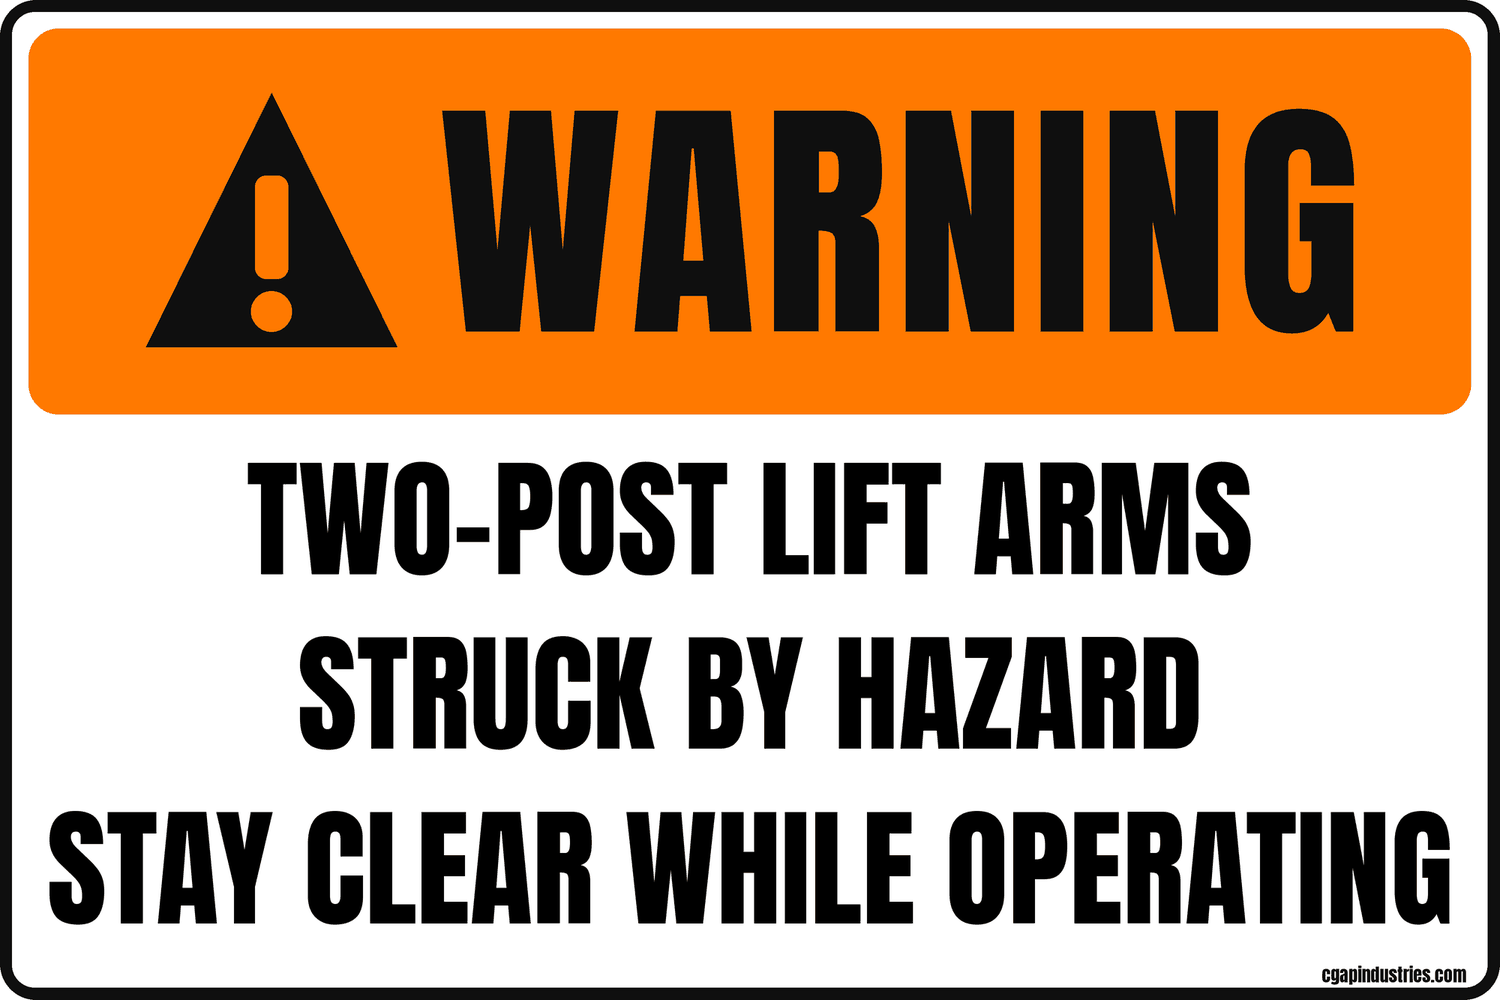 WARNING
TWO-POST LIFT ARMS
STRUCK BY HAZARD
STAY CLEAR WHILE OPERATING
cgapindustries.com